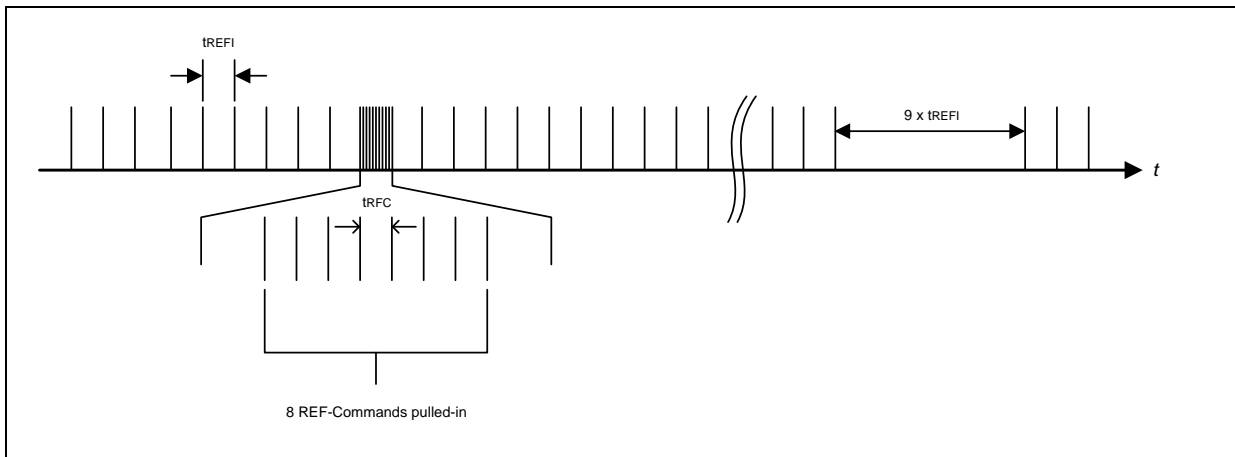 tREFI
9 x tREFI
t
tRFC
8 REF-Commands pulled-in